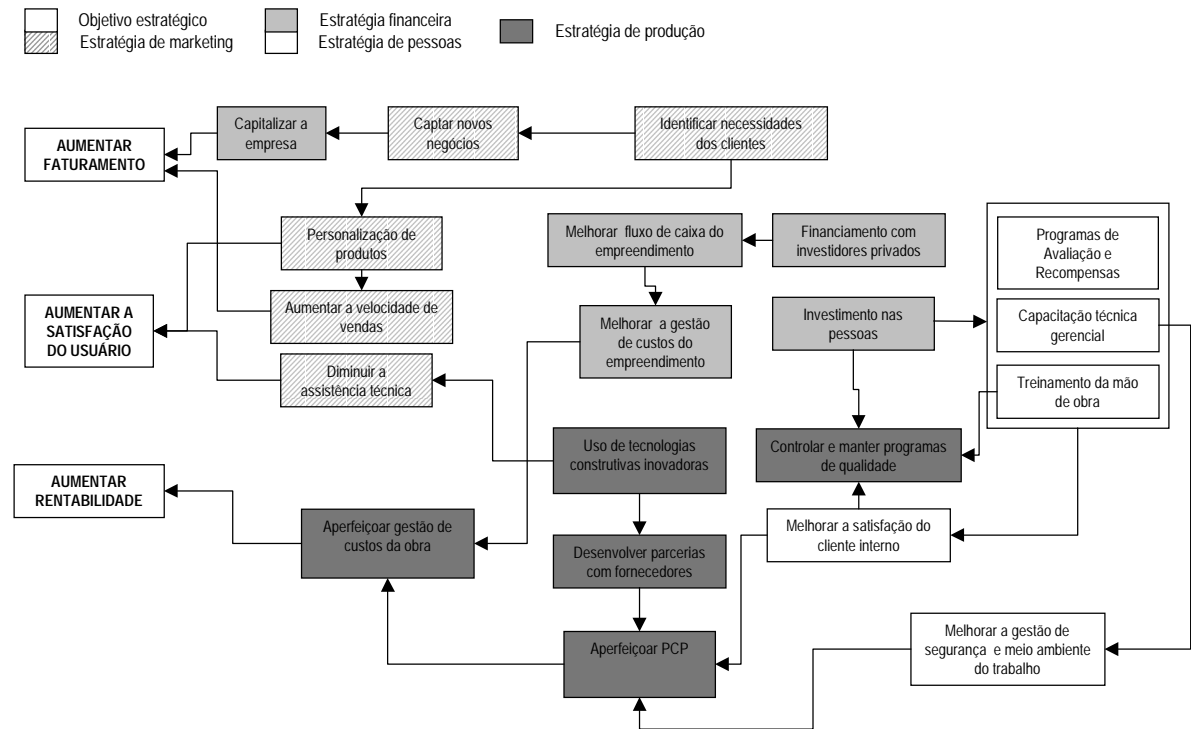 Objetivo estratégico
Estratégia de marketing
Estratégia financeira
Estratégia de pessoas
Estratégia de produção
Capitalizar a
empresa
Captar novos
negócios
Identificar necessidades
dos clientes
AUMENTAR
FATURAMENTO
Personalização de
produtos
Melhorar fluxo de caixa do
empreendimento
Financiamento com
investidores privados
Programas de
Avaliação e
Recompensas
AUMENTAR A
SATISFAÇÃO
DO USUÁRIO
Aumentar a velocidade de
vendas
Melhorar a gestão
de custos do
empreendimento
Investimento nas
pessoas
Capacitação técnica
gerencial
Diminuir a
assistência técnica
Treinamento da mão
de obra
Uso de tecnologias
construtivas inovadoras
Controlar e manter programas
de qualidade
AUMENTAR
RENTABILIDADE
Aperfeiçoar gestão de
custos da obra
Desenvolver parcerias
com fornecedores
Melhorar a satisfação do
cliente interno
Aperfeiçoar PCP
Melhorar a gestão de
segurança e meio ambiente
do trabalho